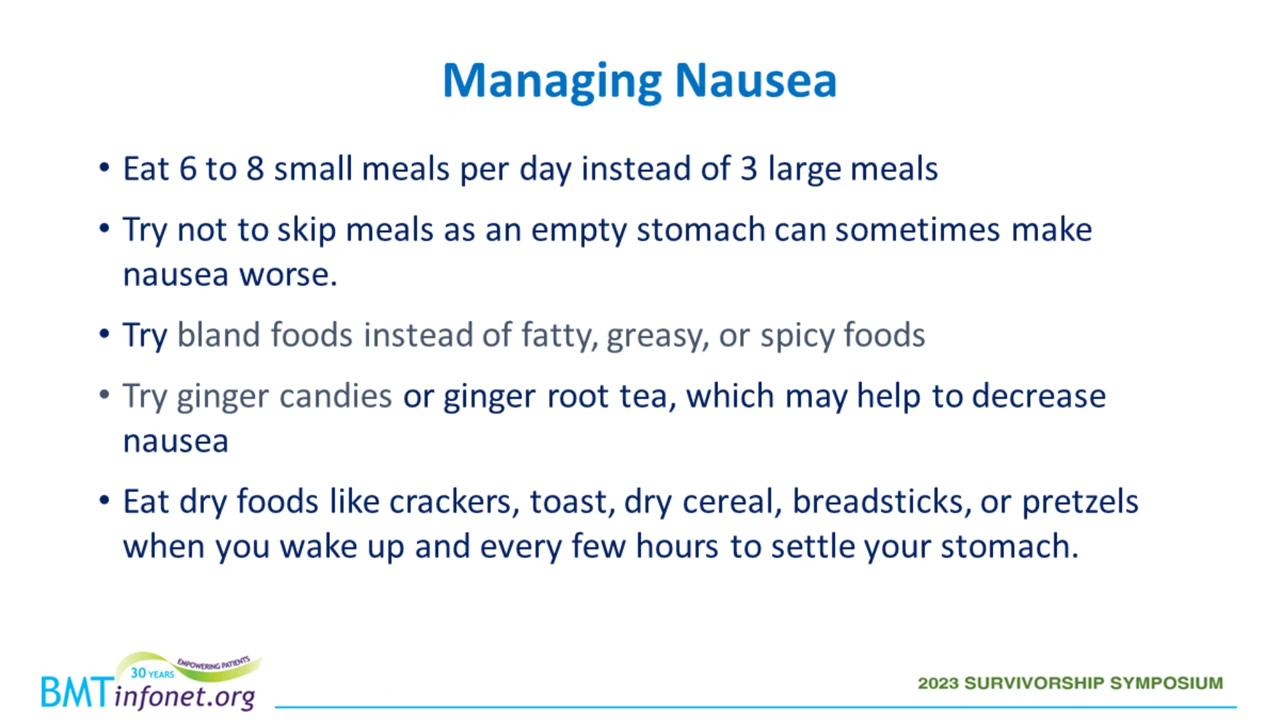 Managing Nausea
• Eat 6 to 8 small meals per day instead of 3 large meals
• Try not to skip meals as an empty stomach can sometimes make
nausea worse.
• Try bland foods instead of fatty, greasy, or spicy foods
• Try ginger candies or ginger root tea, which may help to decrease
nausea
• Eat dry foods like crackers, toast, dry cereal, breadsticks, or pretzels
when you wake up and every few hours to settle your stomach.
30 YEARS EMPOWERING PATIENTS
BMTinfonet.org
2023 SURVIVORSHIP SYMPOSIUM